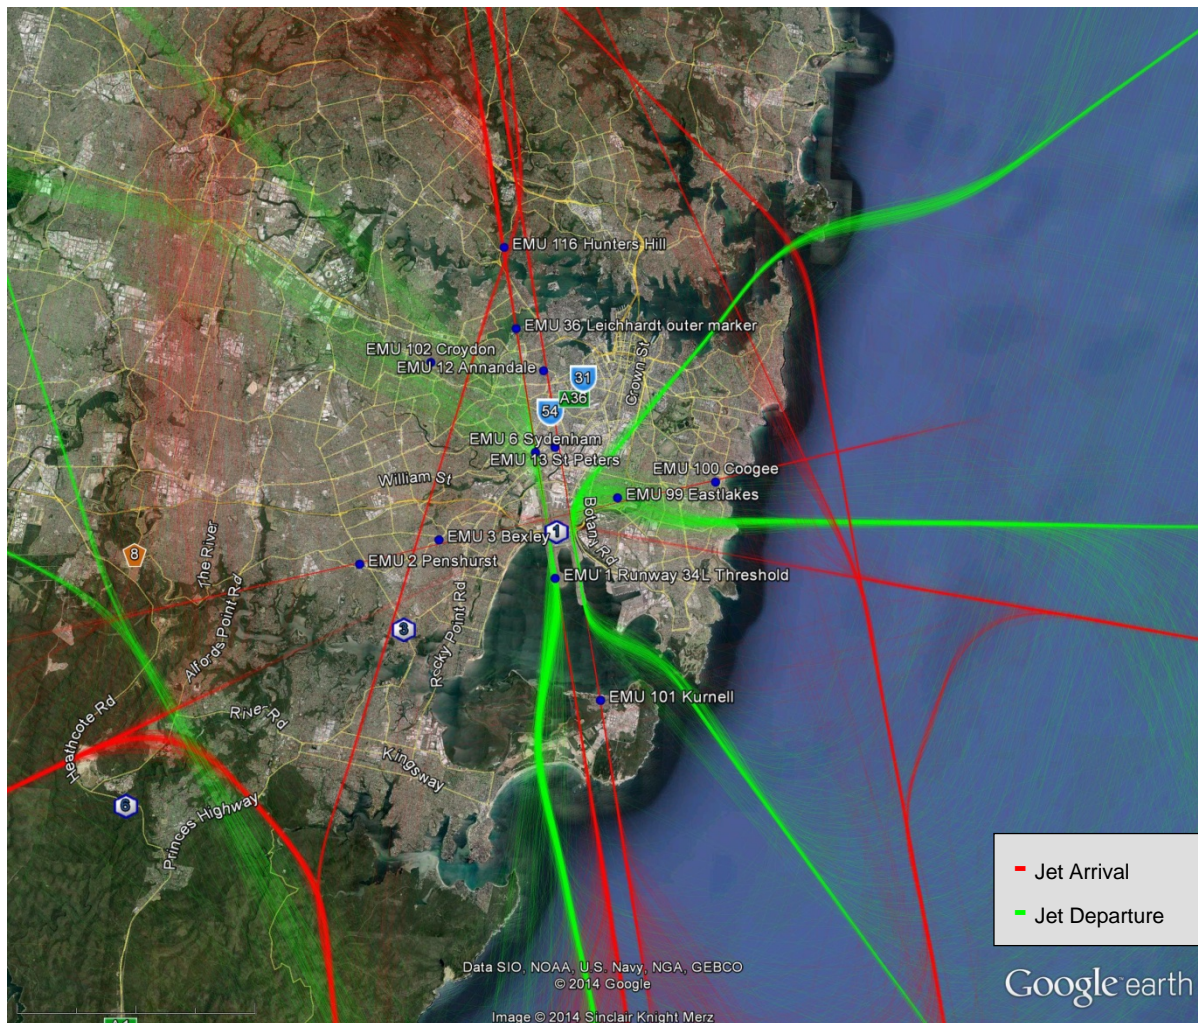 EMU 116 Hunters Hill
EMU 36 Leichhardt outer marker
EMU 102 Croydon
EMU 12 Annandale
31
A36
54
Crown St
EMU 6 Sydenham
EMU 13 St Peters
William St
EMU 100 Coogee
EMU 99 Eastlakes
Botany Rd
1
EMU 3 Bexley
8
The River
EMU 2 Penshurst
EMU 1 Runway 34L Threshold
Alfords Point Rd
Rocky Point Rd
3
EMU 101 Kurnell
River Rd
Heathcote Rd
Kingsway
6
Princes Highway
Jet Arrival
Jet Departure
Data SIO, NOAA, U.S. Navy, NGA, GEBCO
© 2014 Google
Google earth
Image © 2014 Sinclair Knight Merz